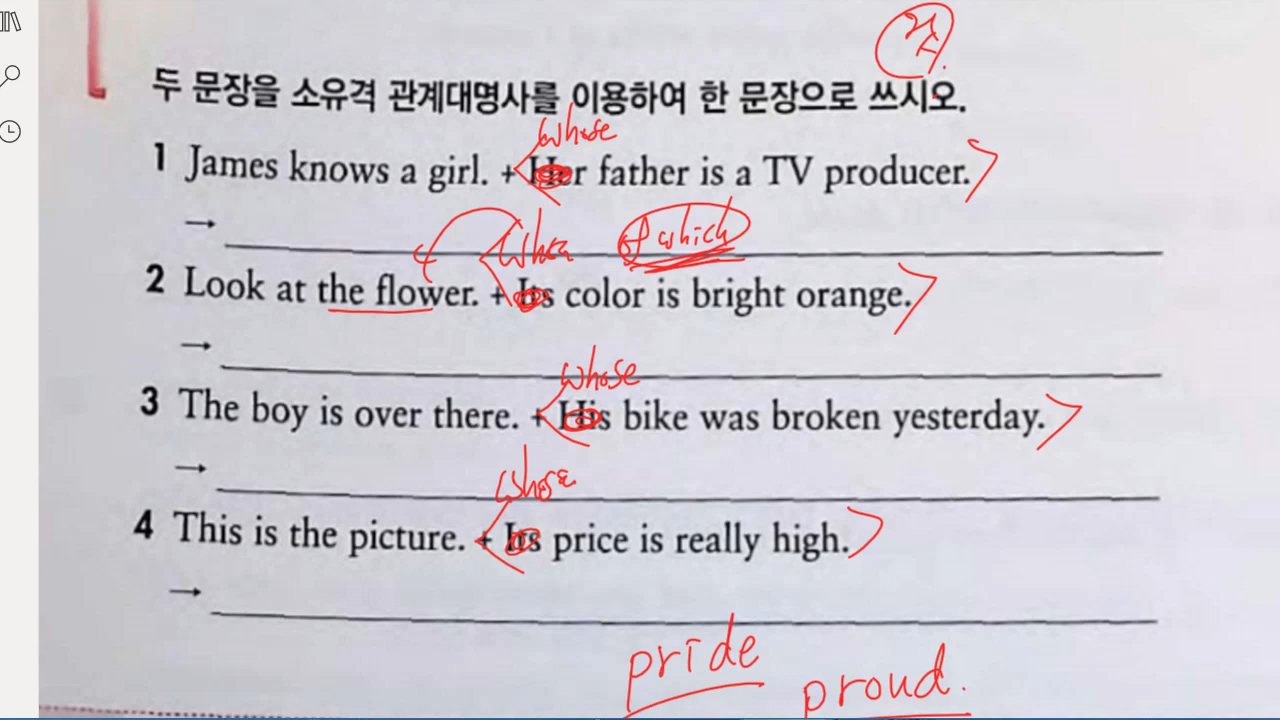 두 문장을 소유격 관계대명사를 이용하여 한 문장으로 쓰시오.
whose
1 James knows a girl. + Her father is a TV producer.
→
of which
2 Look at the flower. + Its color is bright orange.
→
whose
3 The boy is over there. + His bike was broken yesterday.
→
whose
4 This is the picture. + Its price is really high.
→
pride
proud.